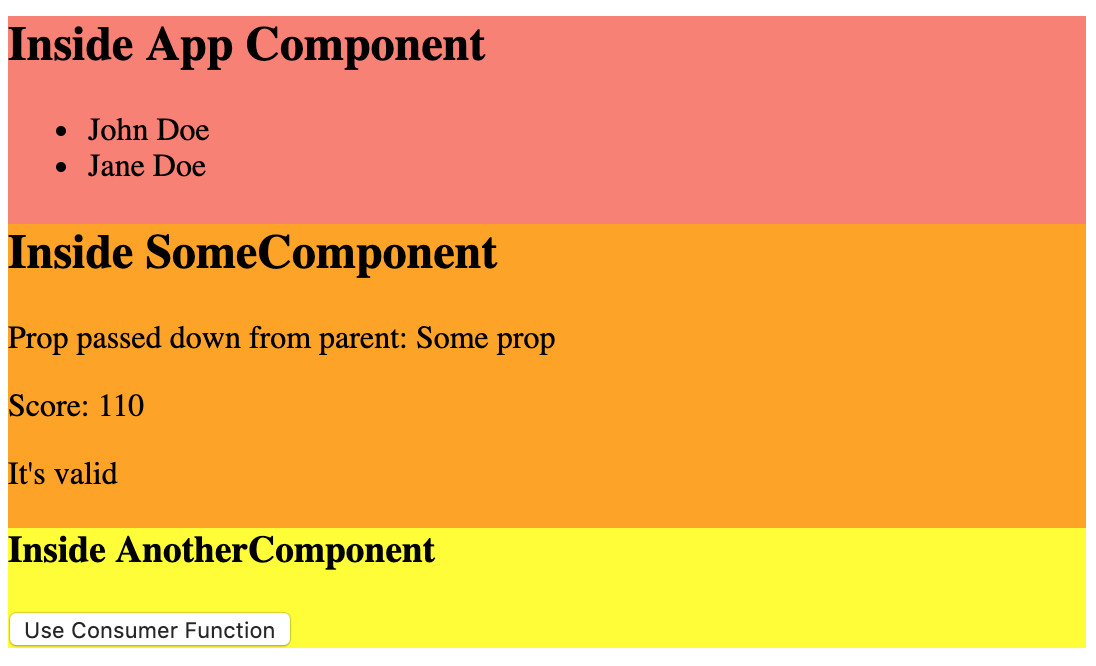 Inside App Component
John Doe
Jane Doe
Inside SomeComponent
Prop passed down from parent: Some prop
Score: 110
It's valid
Inside AnotherComponent
Use Consumer Function